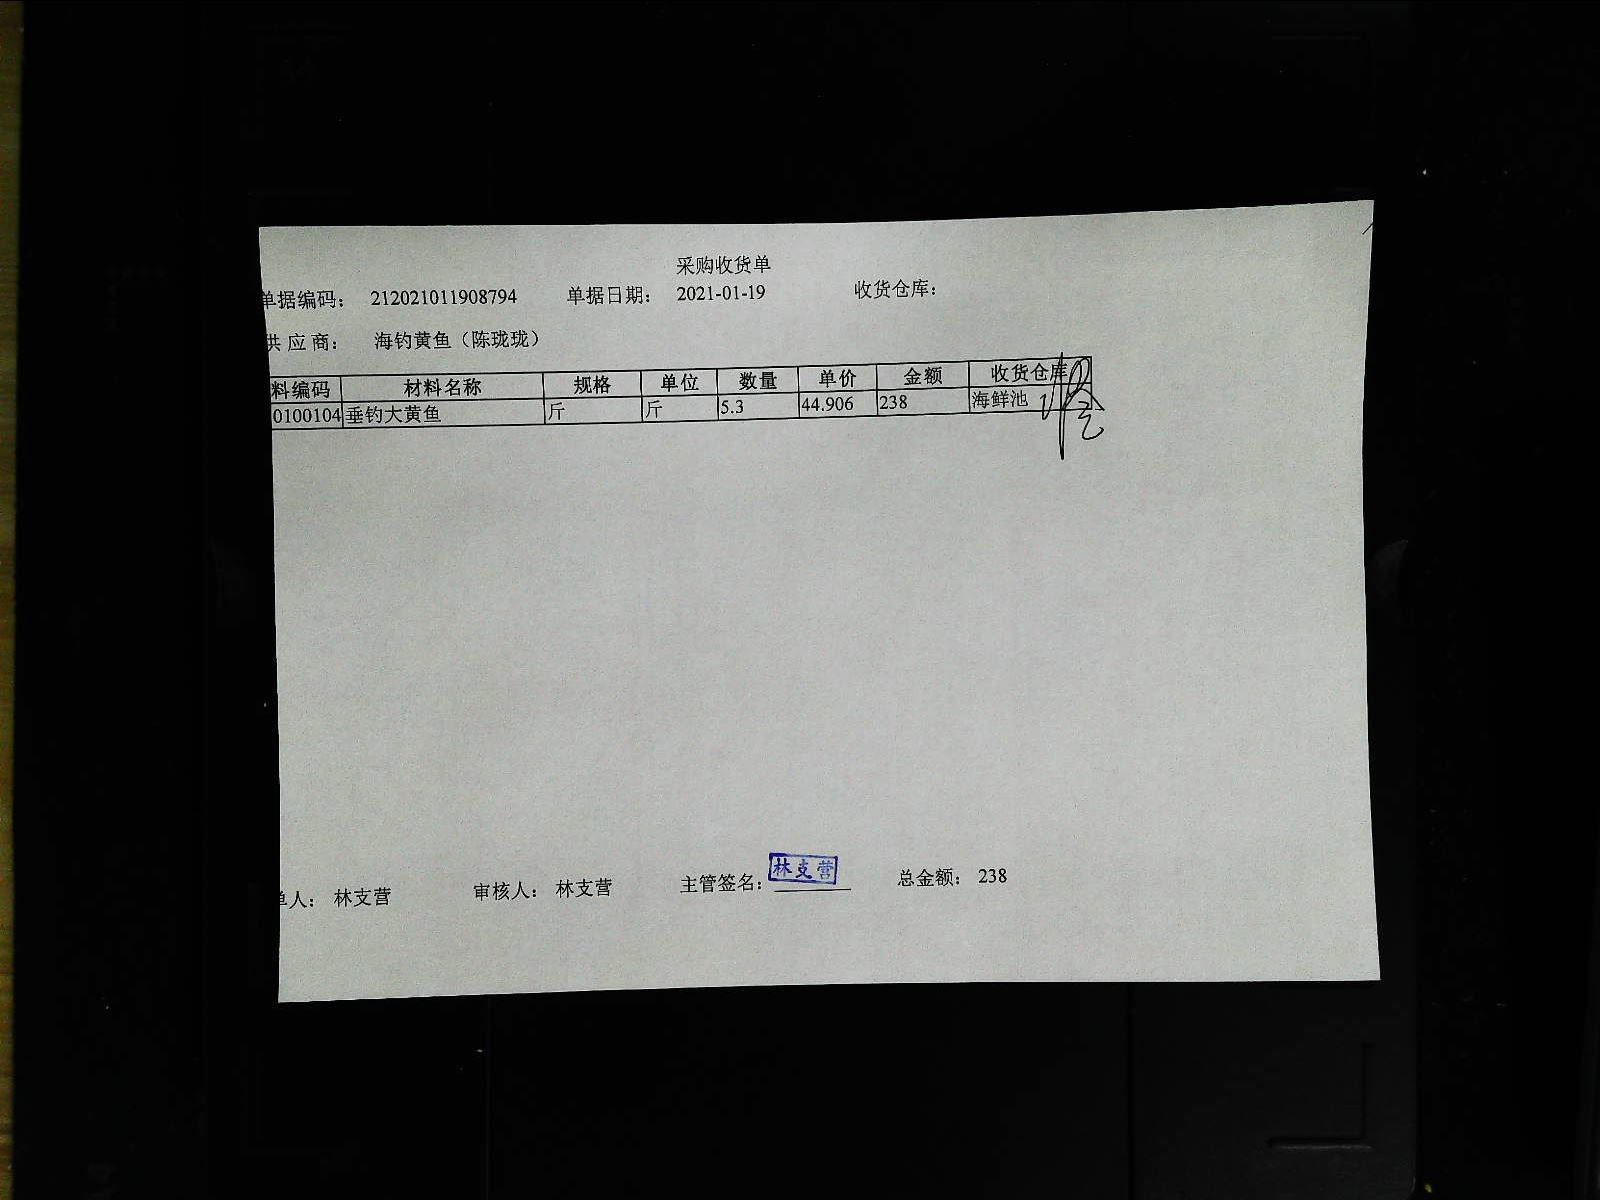 采购收货单
单据编码： 212021011908794 单据日期： 2021-01-19 收货仓库：
供应商： 海钓黄鱼（陈珑珑）
料编码 材料名称 规格 单位 数量 单价 金额 收货仓库
0100104 垂钓大黄鱼 斤 斤 5.3 44.906 238 海鲜池
单人： 林支营 审核人： 林支营 主管签名： 林支营 总金额： 238